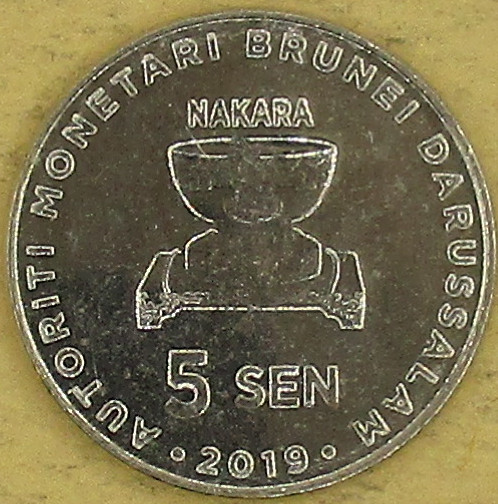 AUTORITI MONETARI BRUNEI DARUSSALAM
NAKARA
5 SEN
• 2019 •